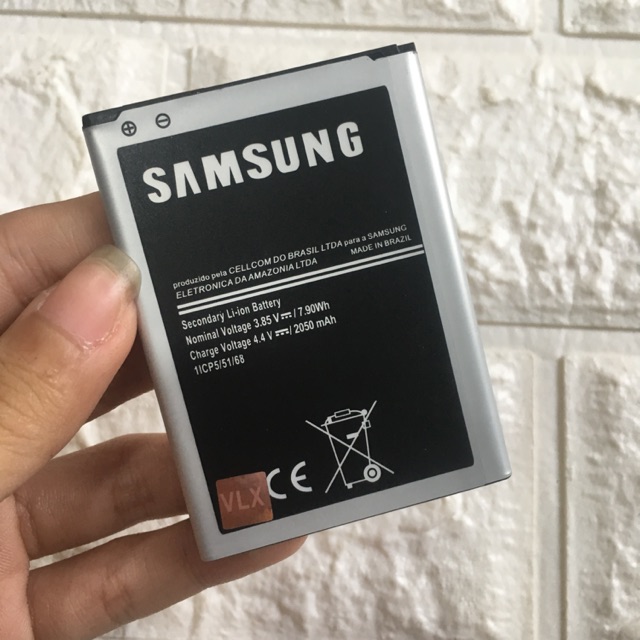 ⊕ ⊖
SAMSUNG
produzido pela CELLCOM DO BRASIL LTDA para a SAMSUNG
ELETRONICA DA AMAZONIA LTDA MADE IN BRAZIL
Secondary Li-ion Battery
Nominal Voltage 3.85 V⎓ / 7.90Wh
Charge Voltage 4.4 V⎓ / 2050 mAh
1ICP5/51/68
VLX CE